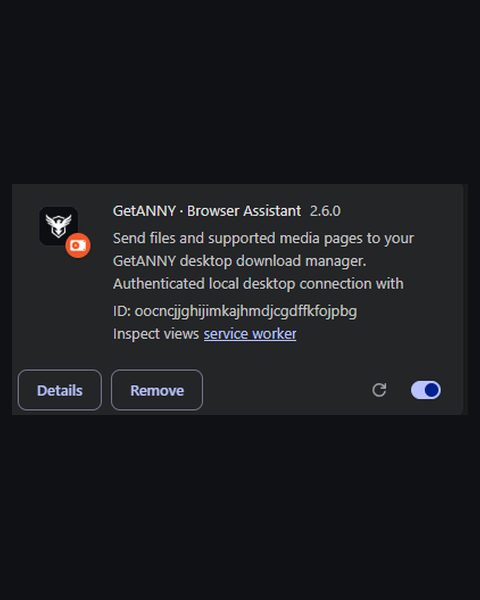 GetANNY · Browser Assistant 2.6.0
Send files and supported media pages to your
GetANNY desktop download manager.
Authenticated local desktop connection with
ID: oocncjjghijimkajhmdjcgdffkfojpbg
Inspect views service worker
Details
Remove